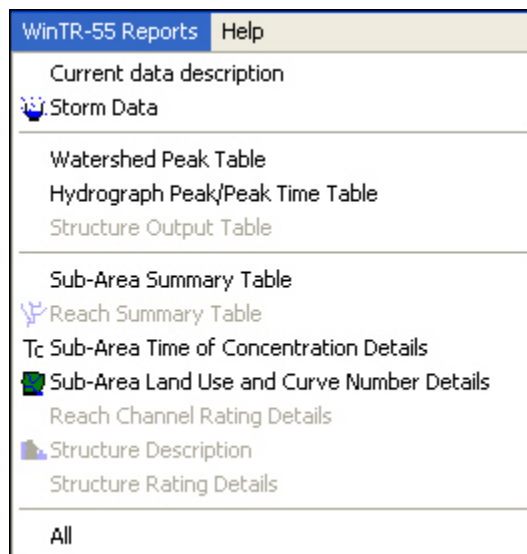 WinTR-55 Reports Help
Current data description
Storm Data
Watershed Peak Table
Hydrograph Peak/Peak Time Table
Structure Output Table
Sub-Area Summary Table
Reach Summary Table
Tc Sub-Area Time of Concentration Details
Sub-Area Land Use and Curve Number Details
Reach Channel Rating Details
Structure Description
Structure Rating Details
All